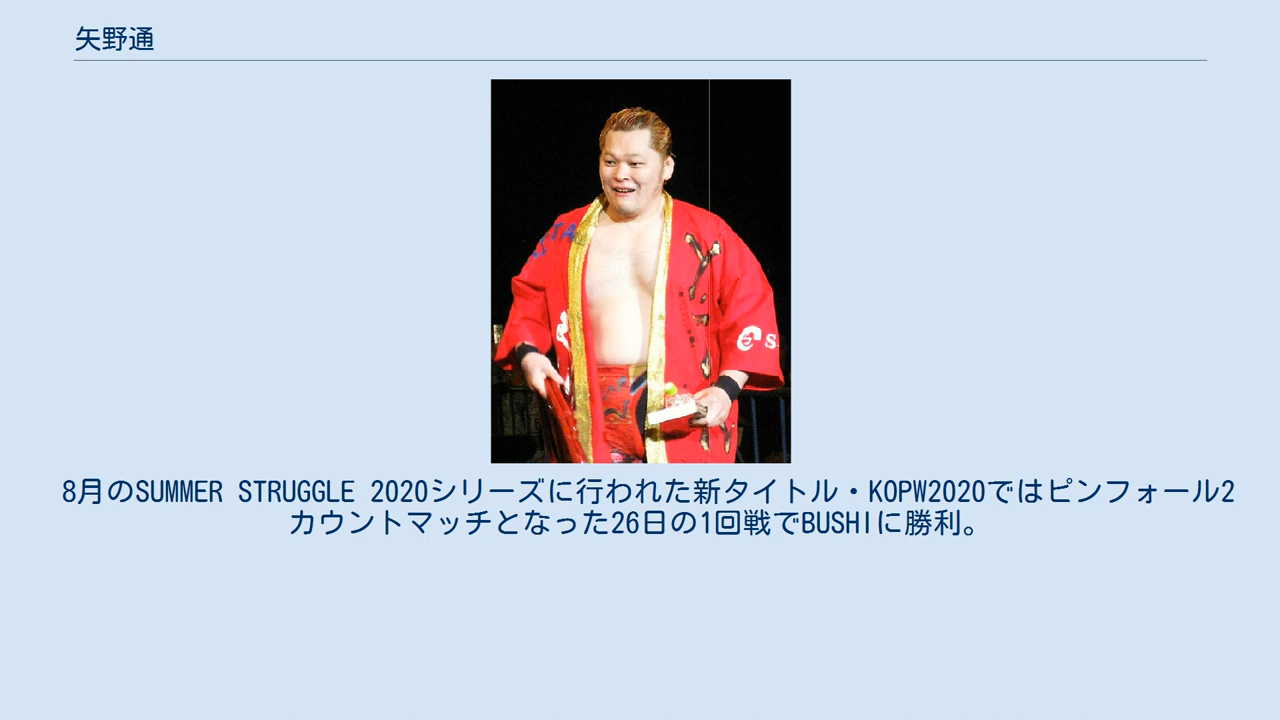 矢野通
8月のSUMMER STRUGGLE 2020シリーズに行われた新タイトル・KOPW2020ではピンフォール2
カウントマッチとなった26日の1回戦でBUSHIに勝利。